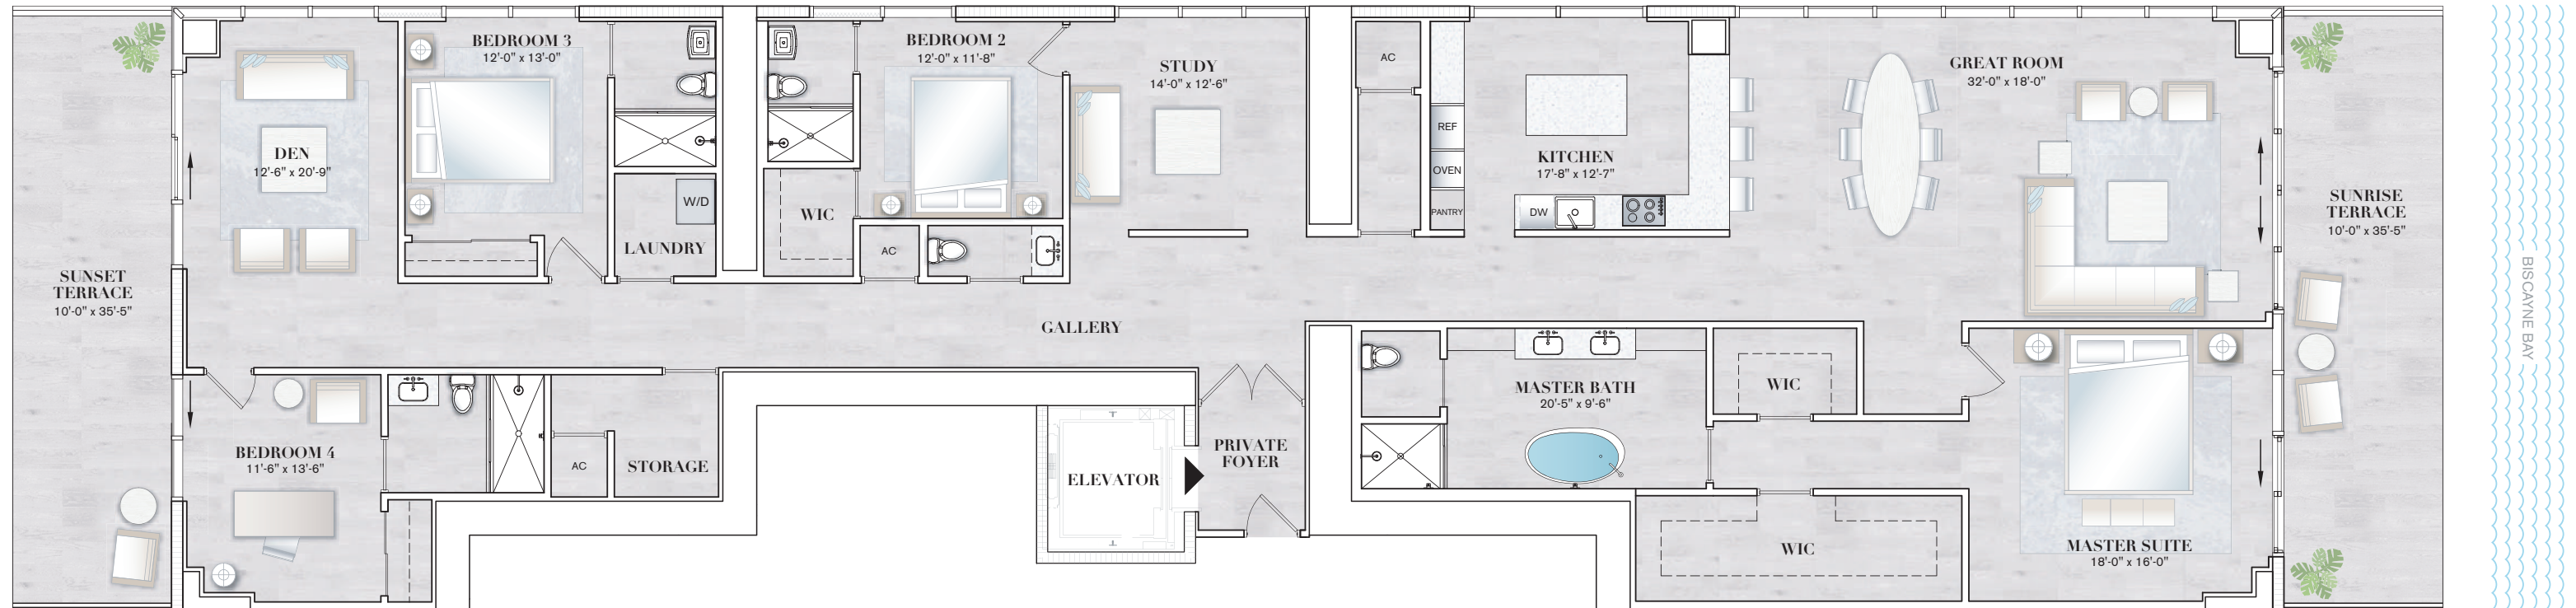 BEDROOM 3
12'-0" x 13'-0"
BEDROOM 2
12'-0" x 11'-8"
STUDY
14'-0" x 12'-6"
AC
GREAT ROOM
32'-0" x 18'-0"
REF
DEN
12'-6" x 20'-9"
KITCHEN
17'-8" x 12'-7"
OVEN
W/D
WIC
PANTRY
DW
SUNRISE
TERRACE
10'-0" x 35'-5"
LAUNDRY
AC
SUNSET
TERRACE
10'-0" x 35'-5"
BISCAYNE BAY
GALLERY
MASTER BATH
20'-5" x 9'-6"
WIC
BEDROOM 4
11'-6" x 13'-6"
AC
STORAGE
ELEVATOR
PRIVATE
FOYER
WIC
MASTER SUITE
18'-0" x 16'-0"